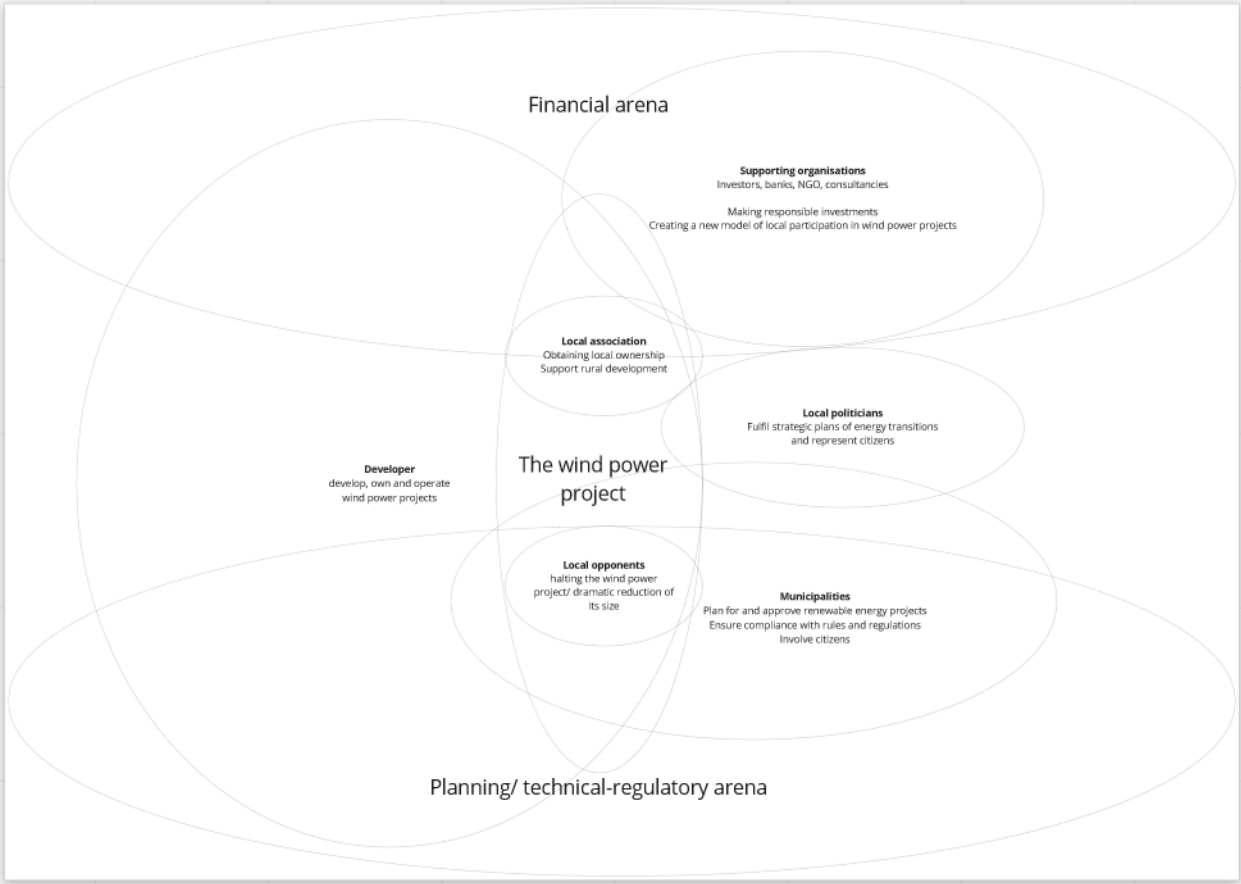 Financial arena
Supporting organisations
Investors, banks, NGO, consultancies
Making responsible investments
Creating a new model of local participation in wind power projects
Local association
Obtaining local ownership
Support rural development
Local politicians
Fulfil strategic plans of energy transitions
and represent citizens
The wind power
project
Developer
develop, own and operate
wind power projects
Local opponents
halting the wind power
project/ dramatic reduction of
its size
Municipalities
Plan for and approve renewable energy projects
Ensure compliance with rules and regulations
Involve citizens
Planning/ technical-regulatory arena